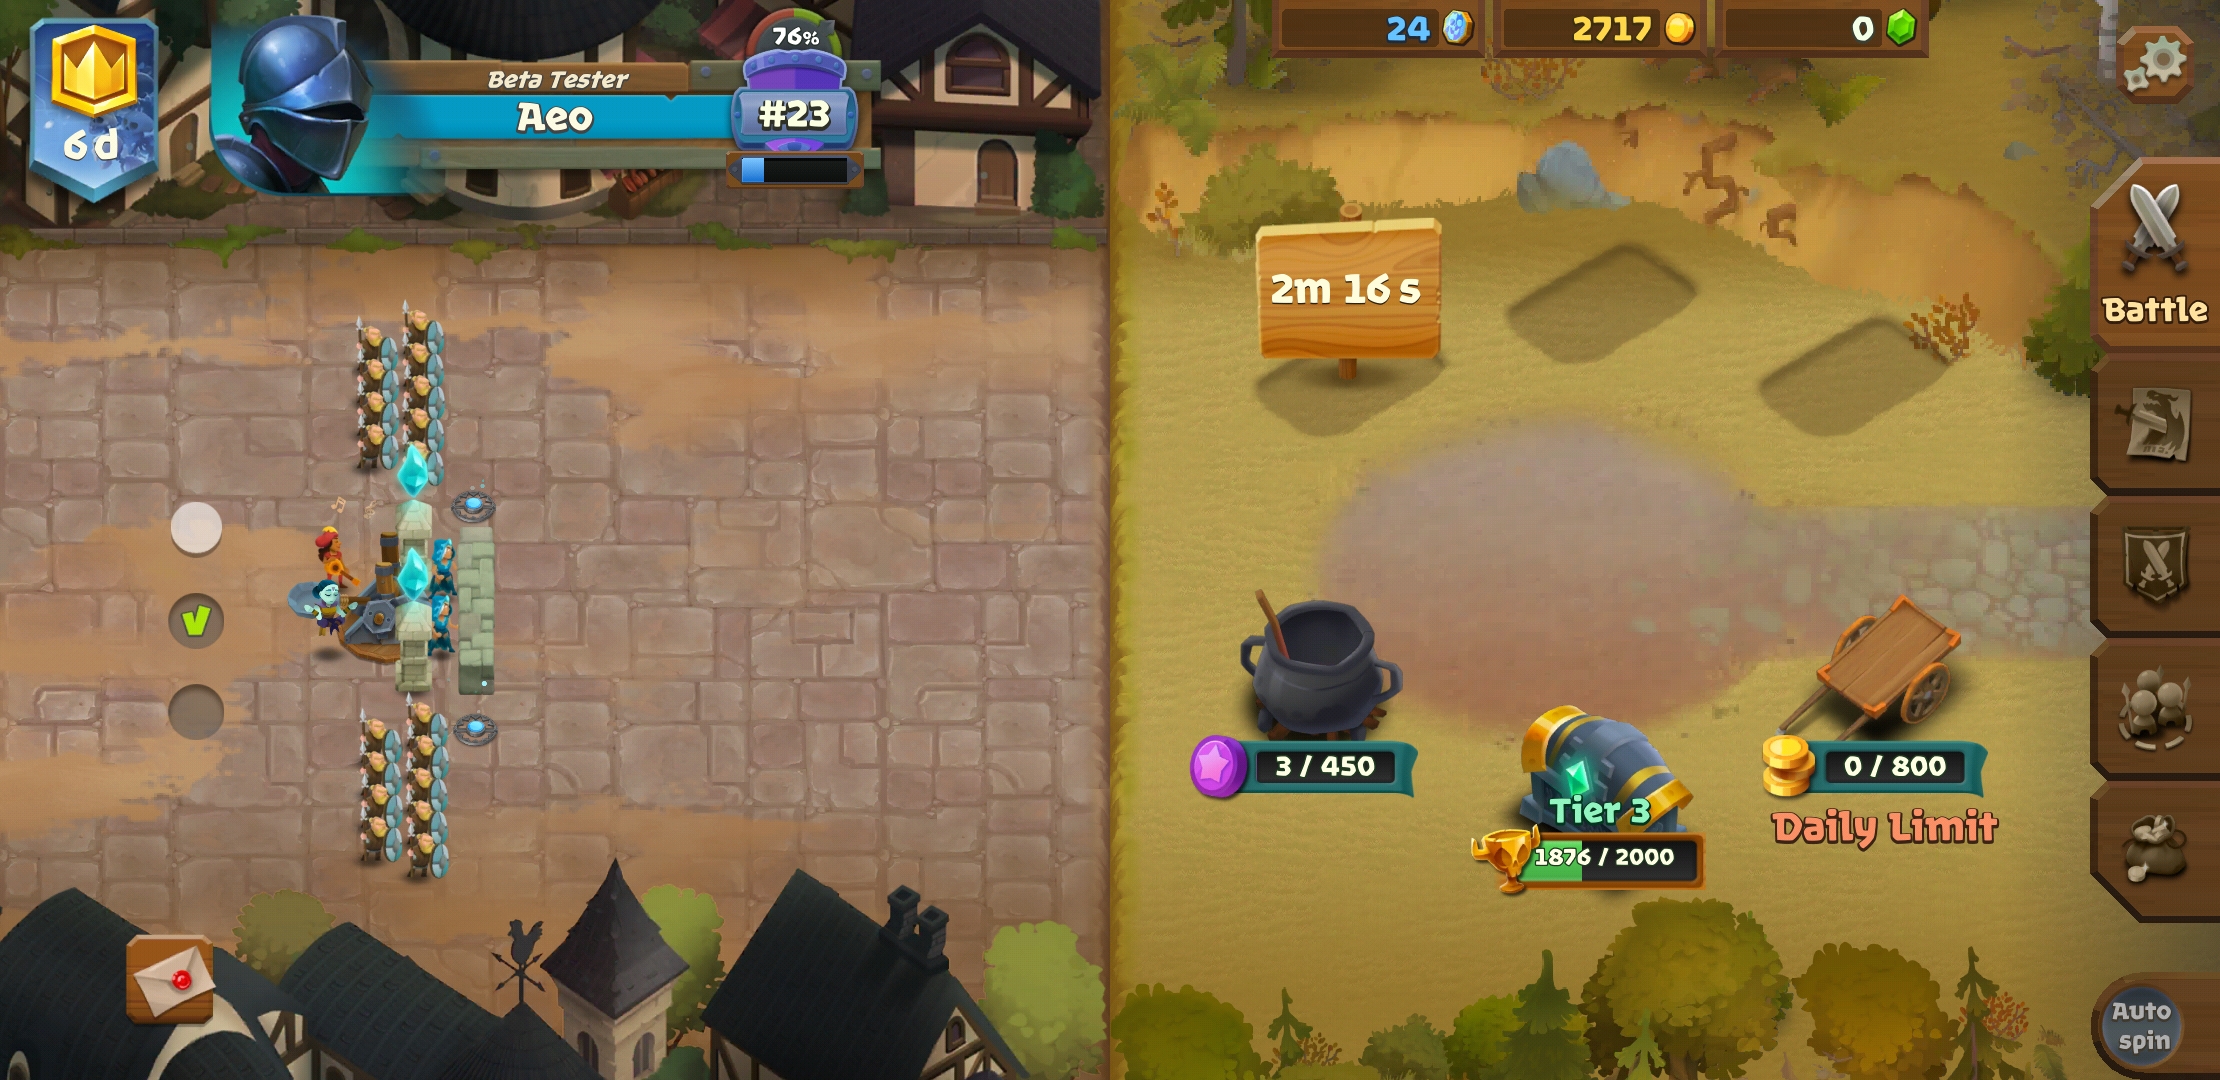 6d
Beta Tester
Aeo
76%
#23
24
2717
0
2m 16s
Battle
3 / 450
Tier 3
1876 / 2000
0 / 800
Daily Limit
Auto
spin